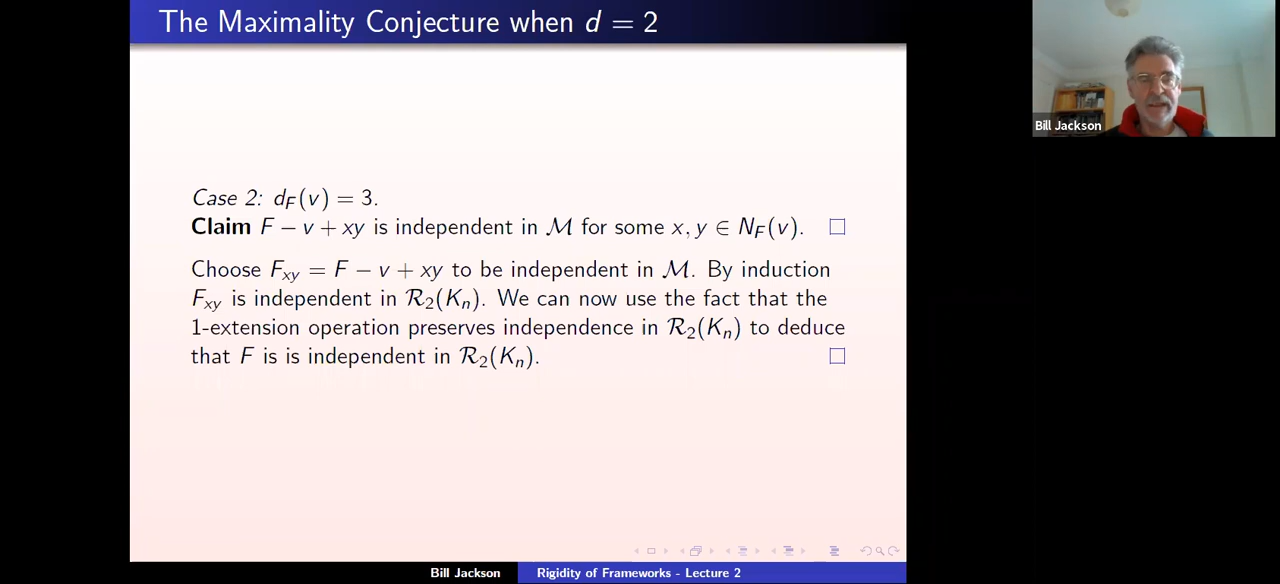 The Maximality Conjecture when d = 2
Bill Jackson
Case 2: d_F(v) = 3.
Claim F − v + xy is independent in ℳ for some x, y ∈ N_F(v). □
Choose F_xy = F − v + xy to be independent in ℳ. By induction
F_xy is independent in ℛ₂(K_n). We can now use the fact that the
1-extension operation preserves independence in ℛ₂(K_n) to deduce
that F is is independent in ℛ₂(K_n). □
Bill Jackson Rigidity of Frameworks - Lecture 2